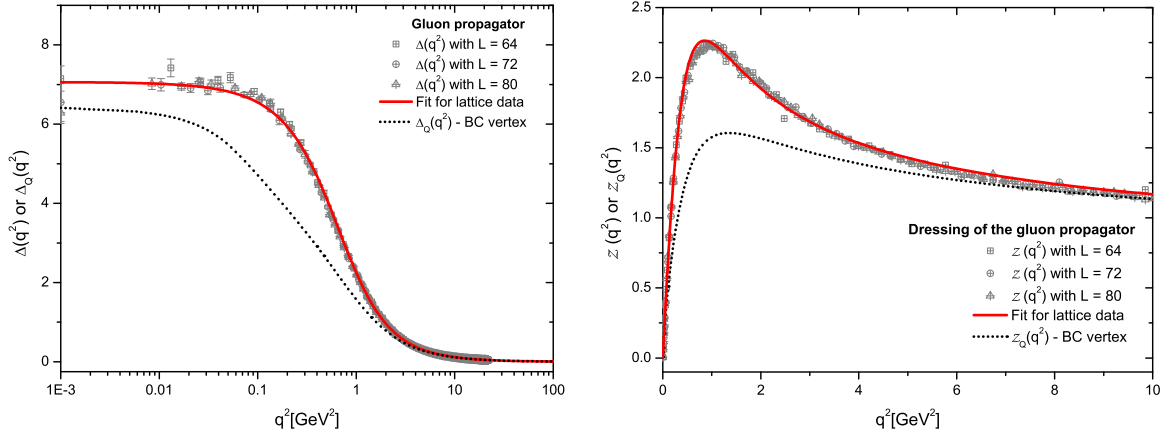 Gluon propagator
Δ(q²) with L = 64
Δ(q²) with L = 72
Δ(q²) with L = 80
Fit for lattice data
Δ_Q(q²) - BC vertex
Δ(q²) or Δ_Q(q²)
8
6
4
2
0
1E-3 0.01 0.1 1 10 100
q²[GeV²]
Z (q²) or Z_Q(q²)
2.5
2.0
1.5
1.0
0.5
0.0
Dressing of the gluon propagator
Z (q²) with L = 64
Z (q²) with L = 72
Z (q²) with L = 80
Fit for lattice data
Z_Q(q²) - BC vertex
0 2 4 6 8 10
q²[GeV²]